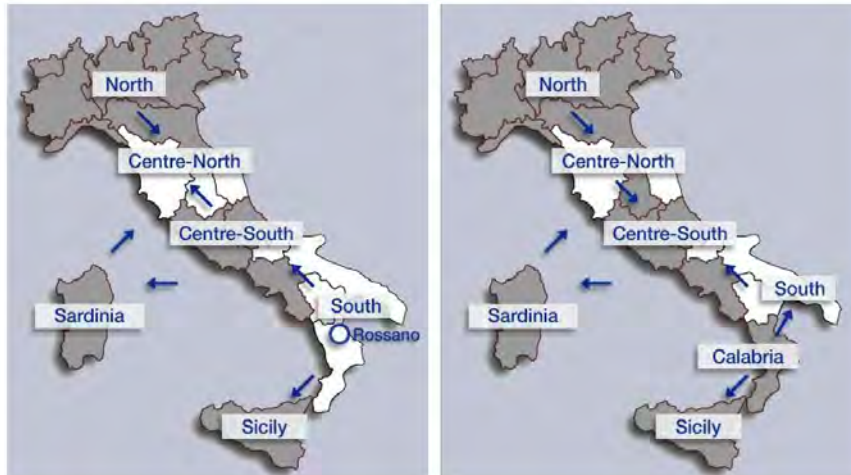 North
Centre-North
Centre-South
South
Rossano
Sardinia
Sicily
North
Centre-North
Centre-South
South
Sardinia
Calabria
Sicily